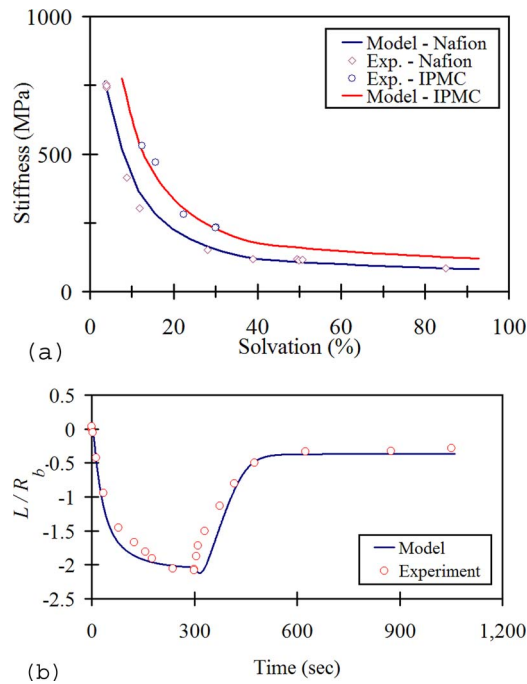 1000
500
0
Stiffness (MPa)
Model - Nafion
Exp. - Nafion
Exp. - IPMC
Model - IPMC
0 20 40 60 80 100
Solvation (%)
(a)
0.5
0
-0.5
-1
-1.5
-2
-2.5
L / R_b
Model
Experiment
0 300 600 900 1,200
Time (sec)
(b)